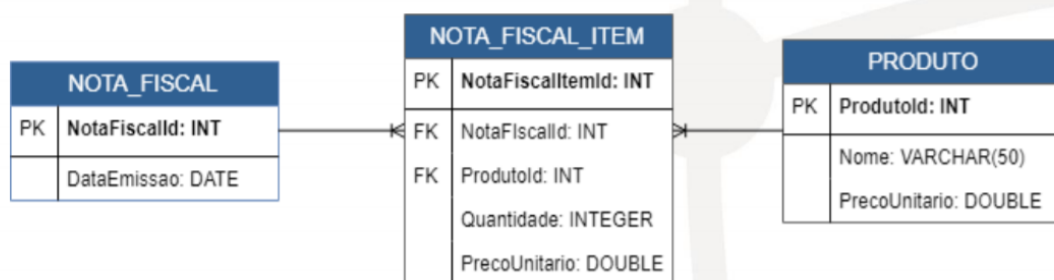 NOTA_FISCAL
PK NotaFiscalId: INT
DataEmissao: DATE
NOTA_FISCAL_ITEM
PK NotaFiscalItemId: INT
FK NotaFIscalId: INT
FK ProdutoId: INT
Quantidade: INTEGER
PrecoUnitario: DOUBLE
PRODUTO
PK ProdutoId: INT
Nome: VARCHAR(50)
PrecoUnitario: DOUBLE